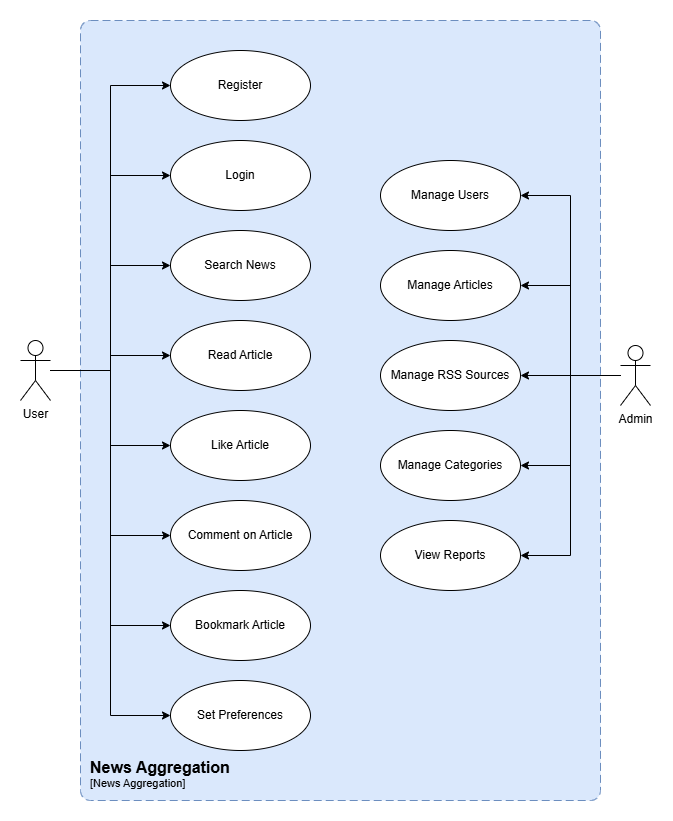 Register
Login
Search News
Read Article
Like Article
Comment on Article
Bookmark Article
Set Preferences
Manage Users
Manage Articles
Manage RSS Sources
Manage Categories
View Reports
User
Admin
News Aggregation
[News Aggregation]